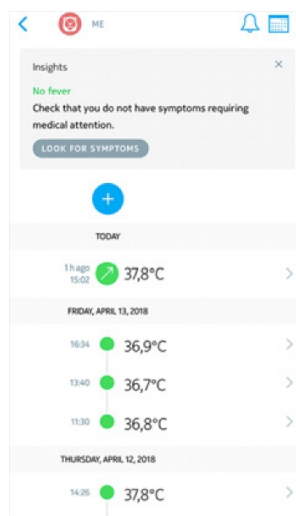 ME
Insights
×
No fever
Check that you do not have symptoms requiring
medical attention.
LOOK FOR SYMPTOMS
+
TODAY
1 h ago
15:02
37,8°C
FRIDAY, APRIL 13, 2018
16:34 36,9°C
13:40 36,7°C
11:30 36,8°C
THURSDAY, APRIL 12, 2018
14:26 37,8°C